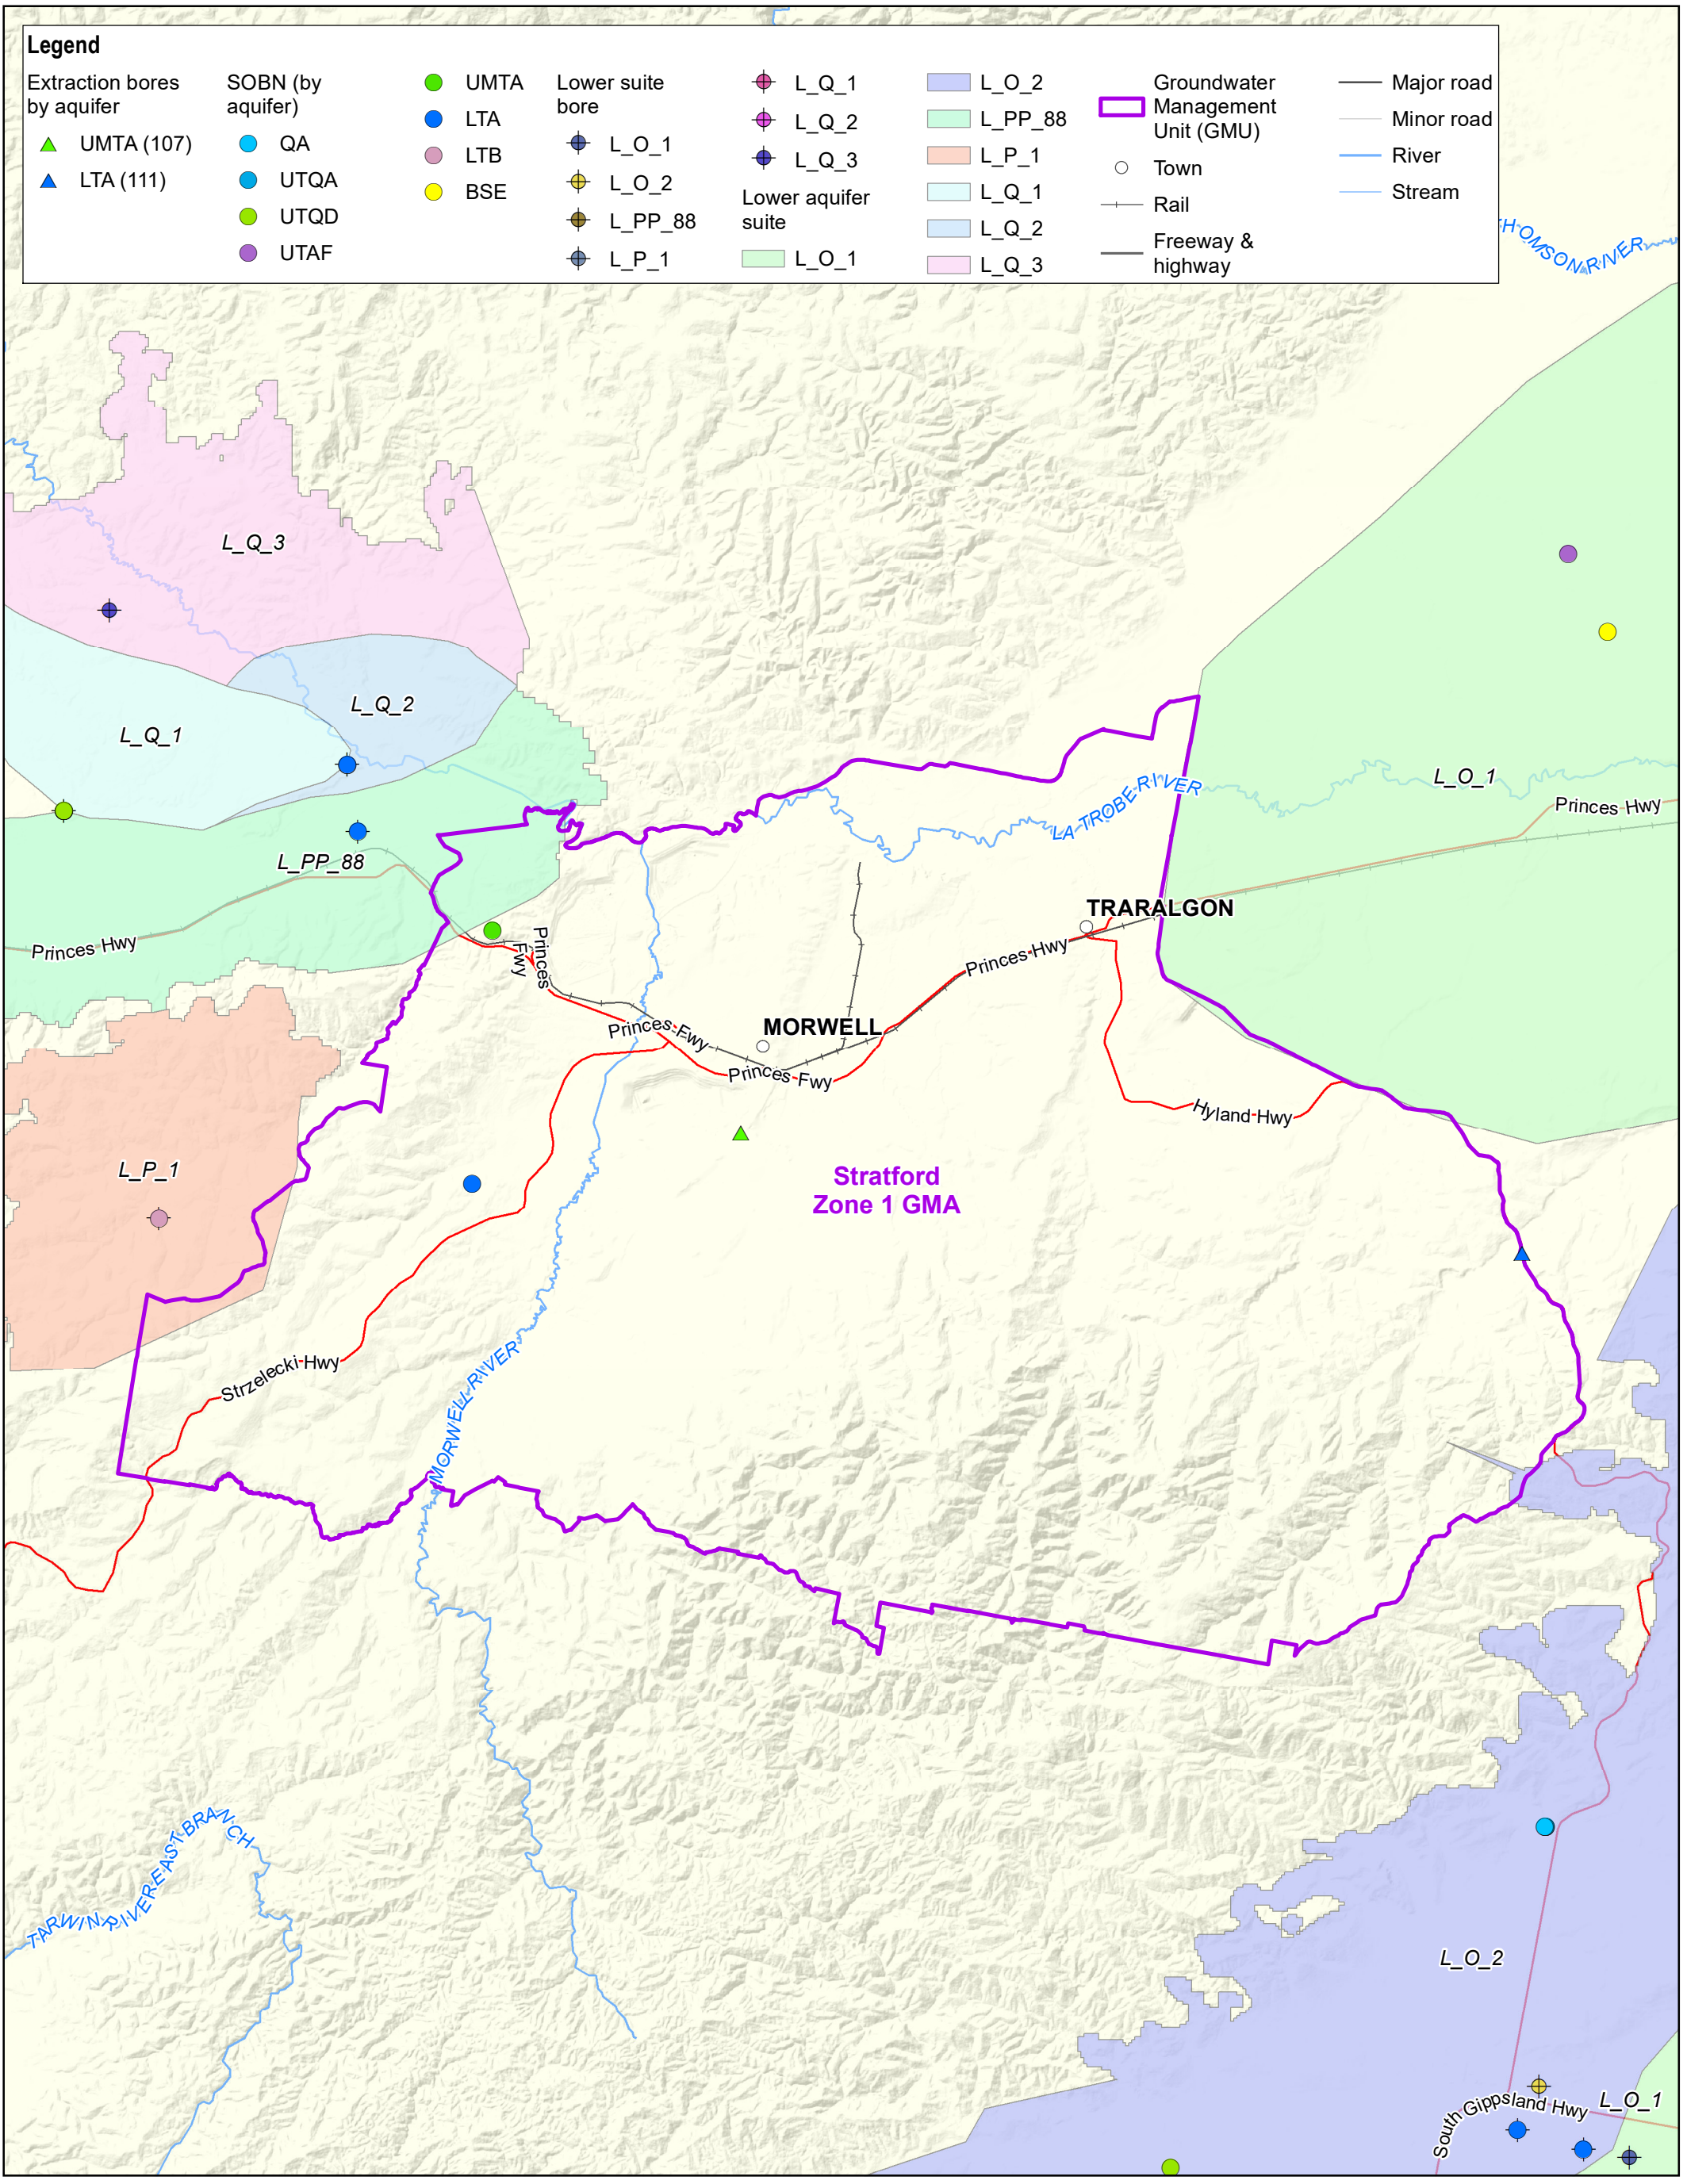 Legend
Extraction bores
by aquifer
UMTA (107)
LTA (111)
SOBN (by
aquifer)
QA
UTQA
UTQD
UTAF
UMTA
LTA
LTB
BSE
Lower suite
bore
L_O_1
L_O_2
L_PP_88
L_P_1
L_Q_1
L_Q_2
L_Q_3
Lower aquifer
suite
L_O_1
L_O_2
L_PP_88
L_P_1
L_Q_1
L_Q_2
L_Q_3
Groundwater
Management
Unit (GMU)
Town
Rail
Freeway &
highway
Major road
Minor road
River
Stream
HOMSON RIVER
L_Q_3
L_Q_2
L_Q_1
L_O_1
LA TROBE RIVER
Princes Hwy
L_PP_88
TRARALGON
Princes Hwy
Princes
Fwy
Princes Hwy
MORWELL
Princes Fwy
Princes Fwy
Hyland Hwy
L_P_1
Stratford
Zone 1 GMA
Strzelecki Hwy
MORWELL RIVER
TARWIN RIVER EAST BRANCH
L_O_2
South Gippsland Hwy
L_O_1